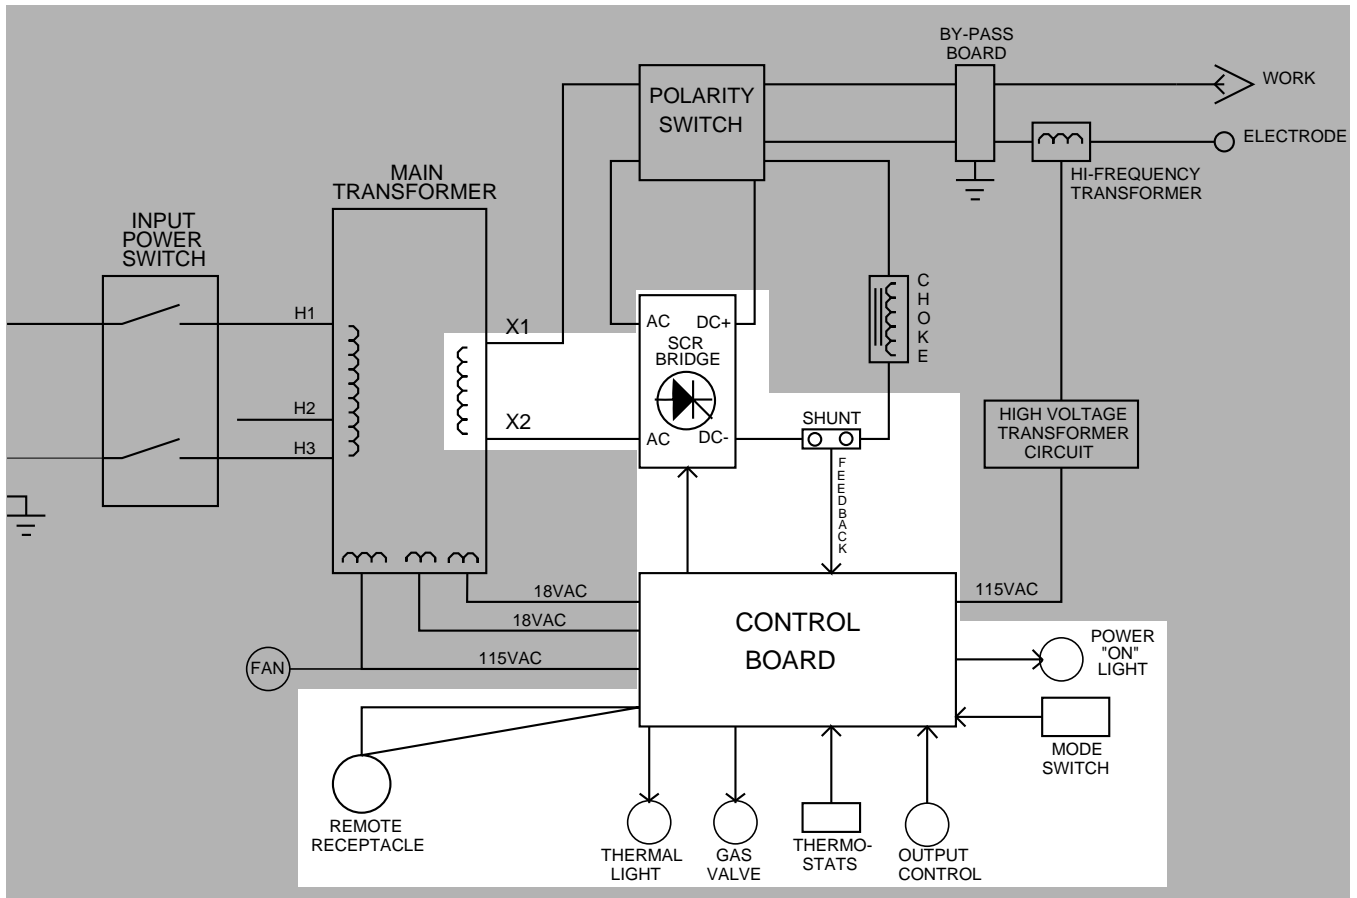 BY-PASS
BOARD
WORK
POLARITY
SWITCH
ELECTRODE
HI-FREQUENCY
TRANSFORMER
MAIN
TRANSFORMER
INPUT
POWER
SWITCH
H1
H2
H3
X1
X2
AC DC+
SCR
BRIDGE
AC DC-
CHOKE
SHUNT
FEEDBACK
HIGH VOLTAGE
TRANSFORMER
CIRCUIT
18VAC
18VAC
115VAC
115VAC
FAN
CONTROL
BOARD
POWER
"ON"
LIGHT
MODE
SWITCH
REMOTE
RECEPTACLE
THERMAL
LIGHT
GAS
VALVE
THERMO-
STATS
OUTPUT
CONTROL